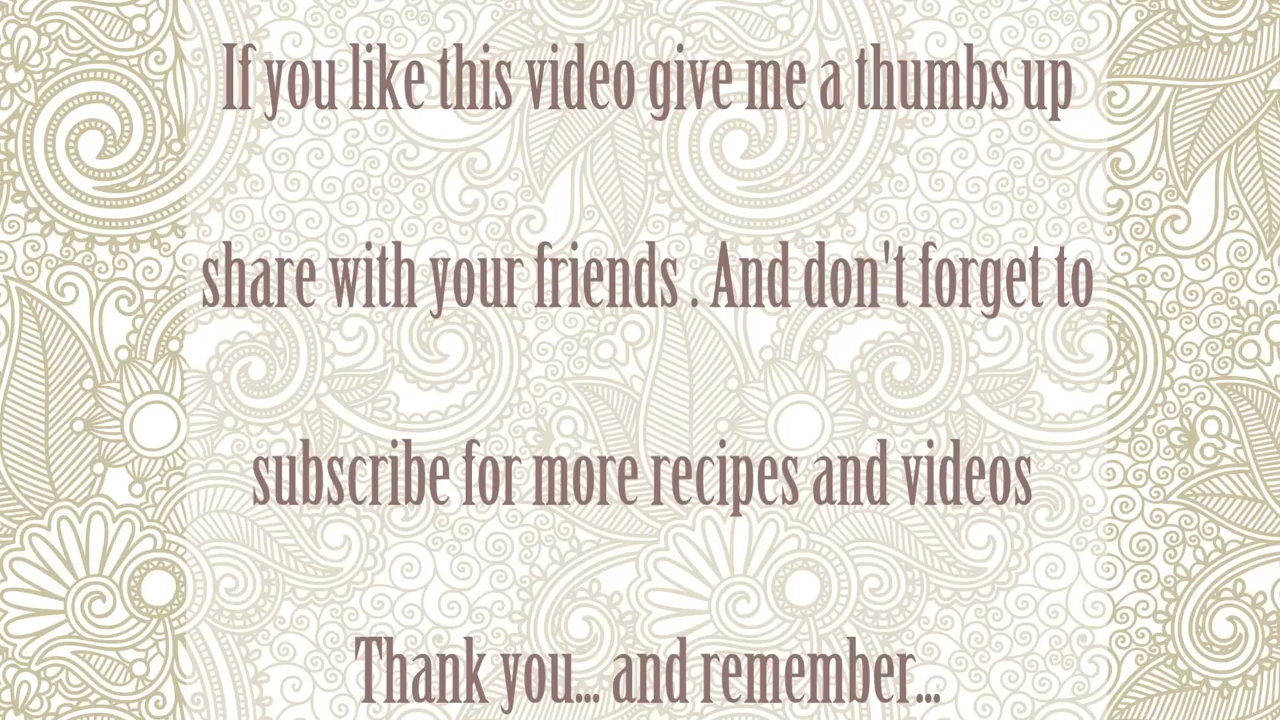 If you like this video give me a thumbs up
share with your friends . And don't forget to
subscribe for more recipes and videos
Thank you... and remember...